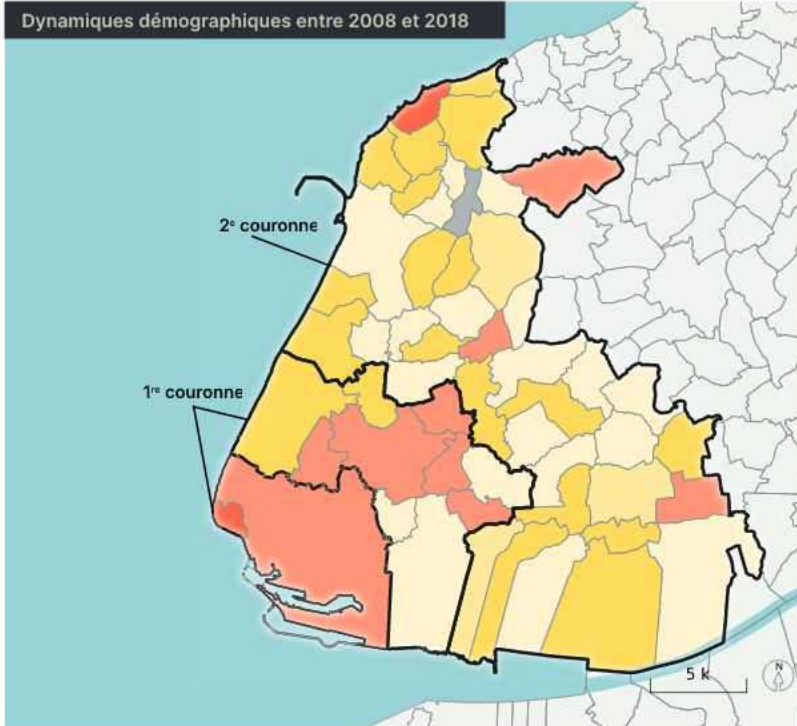 Dynamiques démographiques entre 2008 et 2018
2ᵉ couronne
1ʳᵉ couronne
5 k
N